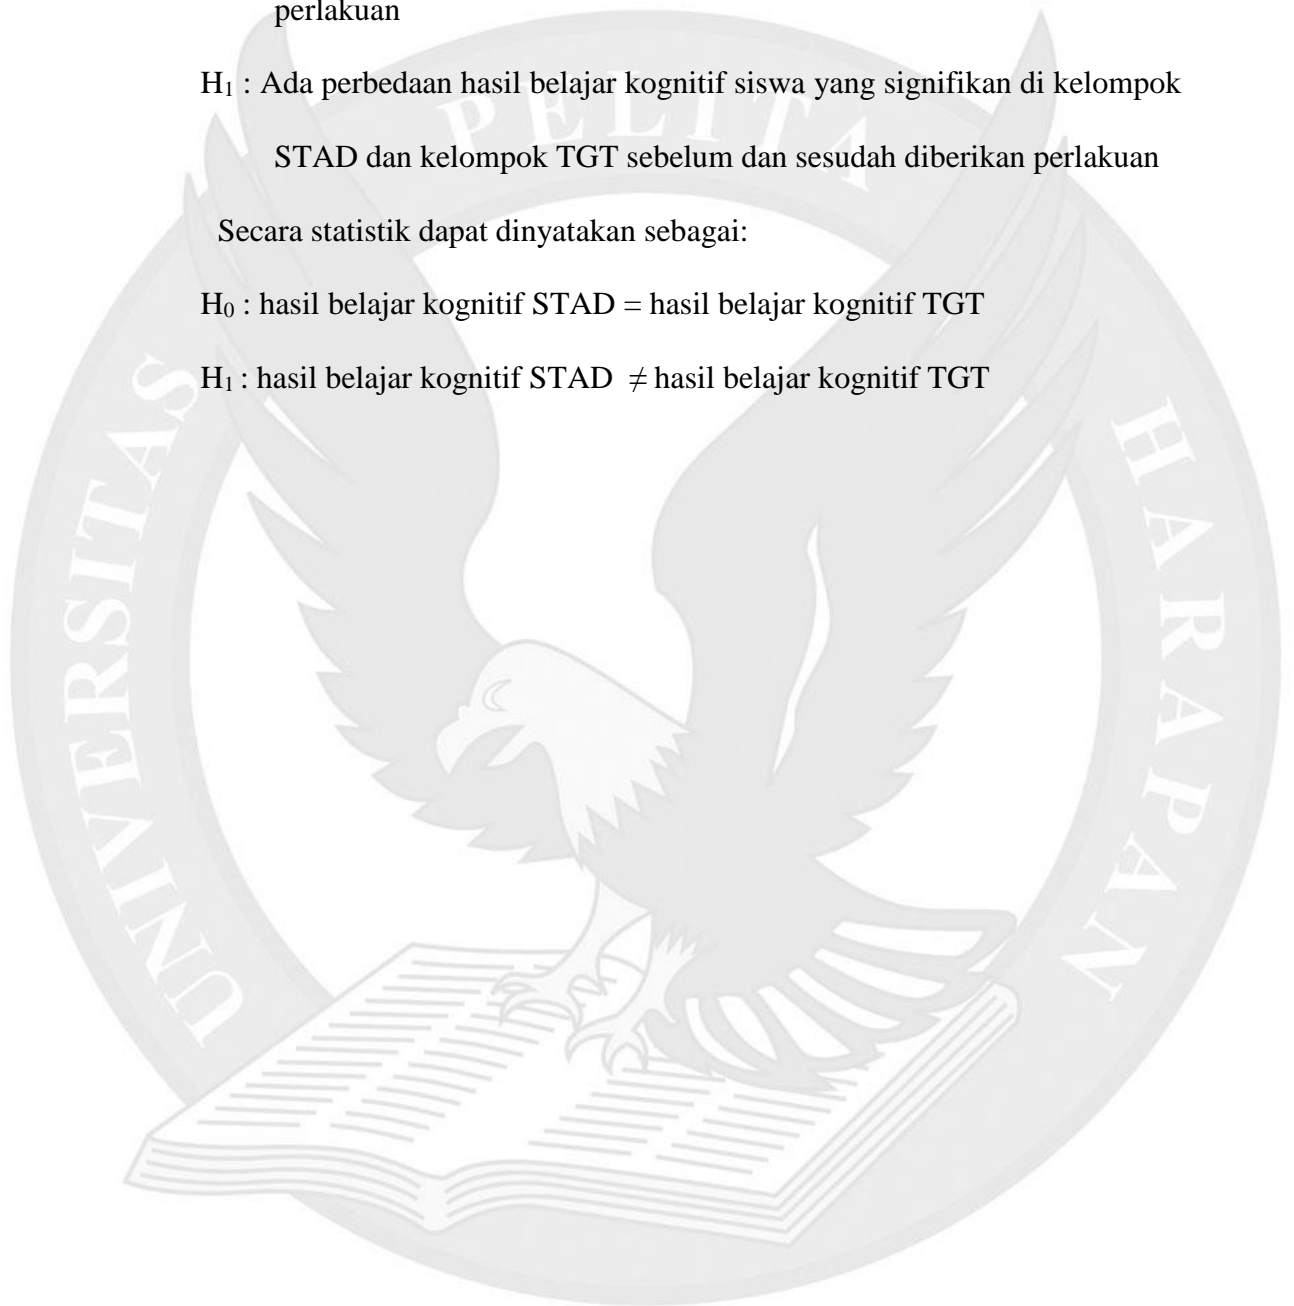 perlakuan
H₁ : Ada perbedaan hasil belajar kognitif siswa yang signifikan di kelompok
STAD dan kelompok TGT sebelum dan sesudah diberikan perlakuan
Secara statistik dapat dinyatakan sebagai:
H₀ : hasil belajar kognitif STAD = hasil belajar kognitif TGT
H₁ : hasil belajar kognitif STAD ≠ hasil belajar kognitif TGT
UNIVERSITAS PELITA HARAPAN